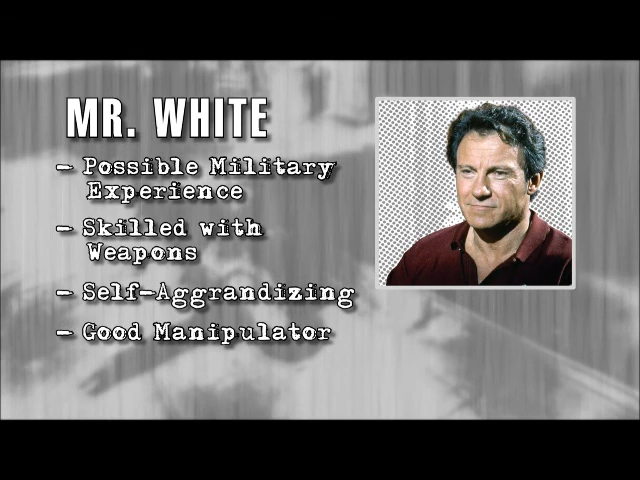 MR. WHITE
- Possible Military
Experience
- Skilled with
Weapons
- Self-Aggrandizing
- Good Manipulator